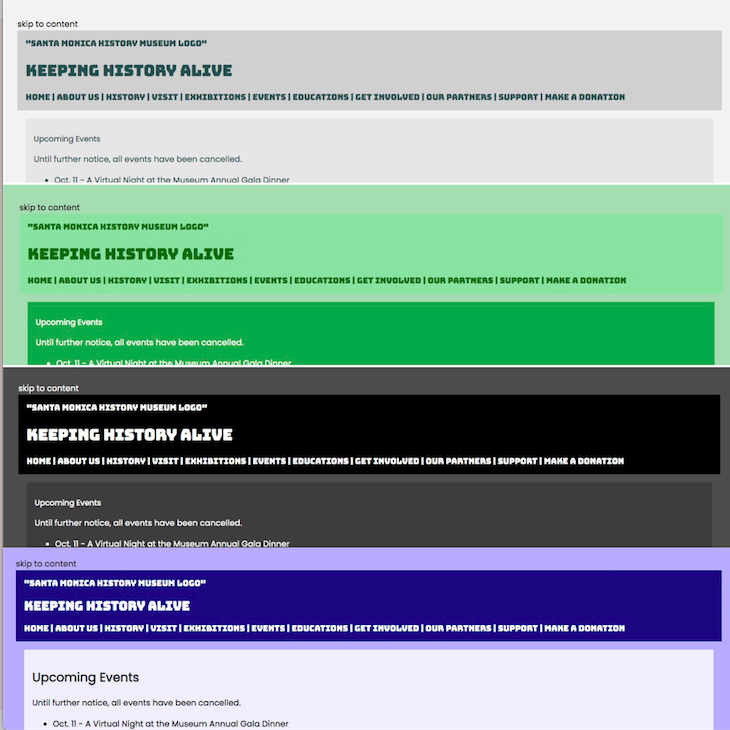 skip to content
"SANTA MONICA HISTORY MUSEUM LOGO"
KEEPING HISTORY ALIVE
HOME | ABOUT US | HISTORY | VISIT | EXHIBITIONS | EVENTS | EDUCATIONS | GET INVOLVED | OUR PARTNERS | SUPPORT | MAKE A DONATION
Upcoming Events
Until further notice, all events have been cancelled.
• Oct. 11 - A Virtual Night at the Museum Annual Gala Dinner
skip to content
"SANTA MONICA HISTORY MUSEUM LOGO"
KEEPING HISTORY ALIVE
HOME | ABOUT US | HISTORY | VISIT | EXHIBITIONS | EVENTS | EDUCATIONS | GET INVOLVED | OUR PARTNERS | SUPPORT | MAKE A DONATION
Upcoming Events
Until further notice, all events have been cancelled.
• Oct. 11 - A Virtual Night at the Museum Annual Gala Dinner
skip to content
"SANTA MONICA HISTORY MUSEUM LOGO"
KEEPING HISTORY ALIVE
HOME | ABOUT US | HISTORY | VISIT | EXHIBITIONS | EVENTS | EDUCATIONS | GET INVOLVED | OUR PARTNERS | SUPPORT | MAKE A DONATION
Upcoming Events
Until further notice, all events have been cancelled.
• Oct. 11 - A Virtual Night at the Museum Annual Gala Dinner
skip to content
"SANTA MONICA HISTORY MUSEUM LOGO"
KEEPING HISTORY ALIVE
HOME | ABOUT US | HISTORY | VISIT | EXHIBITIONS | EVENTS | EDUCATIONS | GET INVOLVED | OUR PARTNERS | SUPPORT | MAKE A DONATION
Upcoming Events
Until further notice, all events have been cancelled.
• Oct. 11 - A Virtual Night at the Museum Annual Gala Dinner